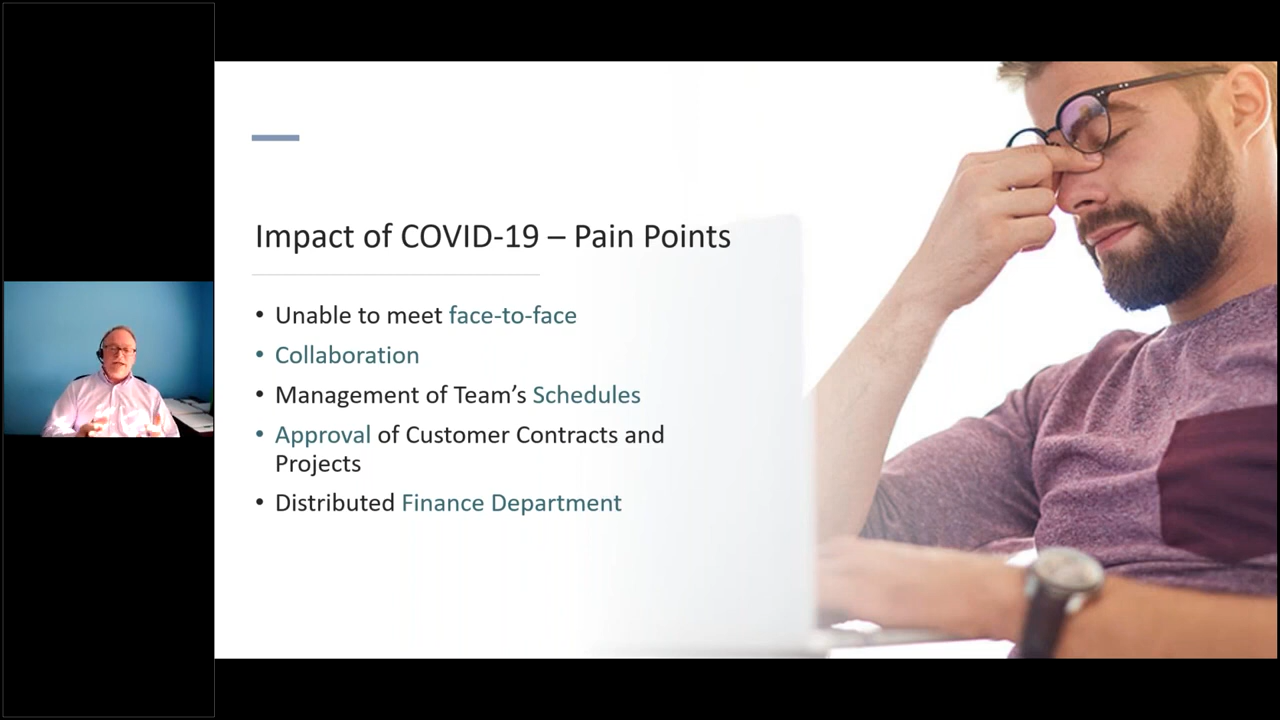 Impact of COVID-19 – Pain Points
• Unable to meet face-to-face
• Collaboration
• Management of Team's Schedules
• Approval of Customer Contracts and
Projects
• Distributed Finance Department